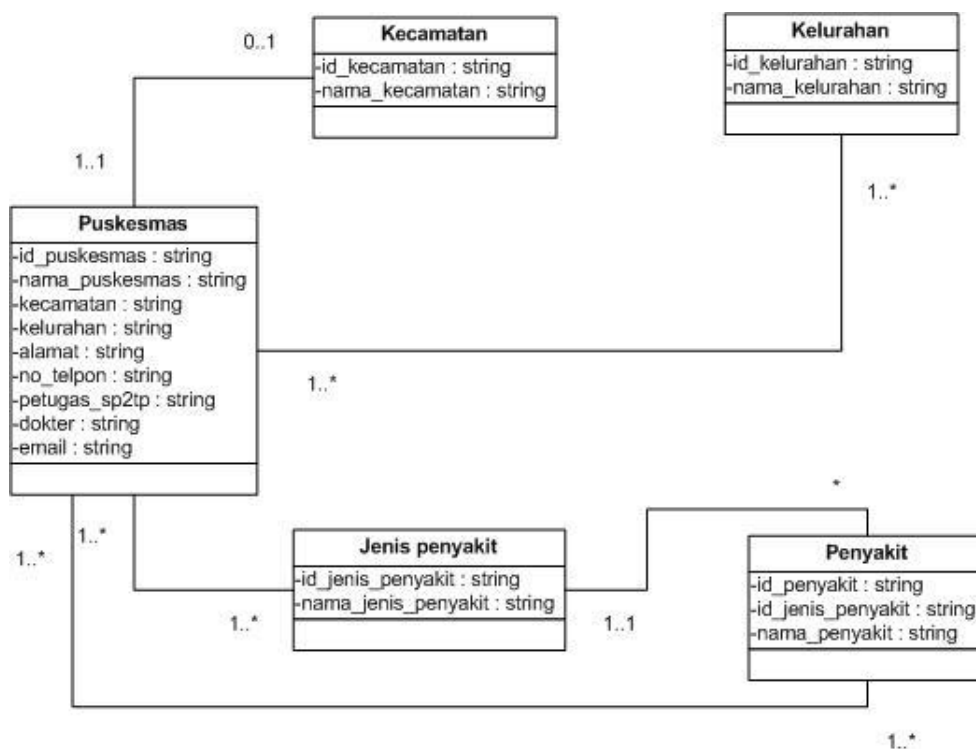 Kecamatan
-id_kecamatan : string
-nama_kecamatan : string
Kelurahan
-id_kelurahan : string
-nama_kelurahan : string
0..1
1..1
1..*
Puskesmas
-id_puskesmas : string
-nama_puskesmas : string
-kecamatan : string
-kelurahan : string
-alamat : string
-no_telpon : string
-petugas_sp2tp : string
-dokter : string
-email : string
1..*
*
1..*
1..*
Jenis penyakit
-id_jenis_penyakit : string
-nama_jenis_penyakit : string
Penyakit
-id_penyakit : string
-id_jenis_penyakit : string
-nama_penyakit : string
1..*
1..1
1..*